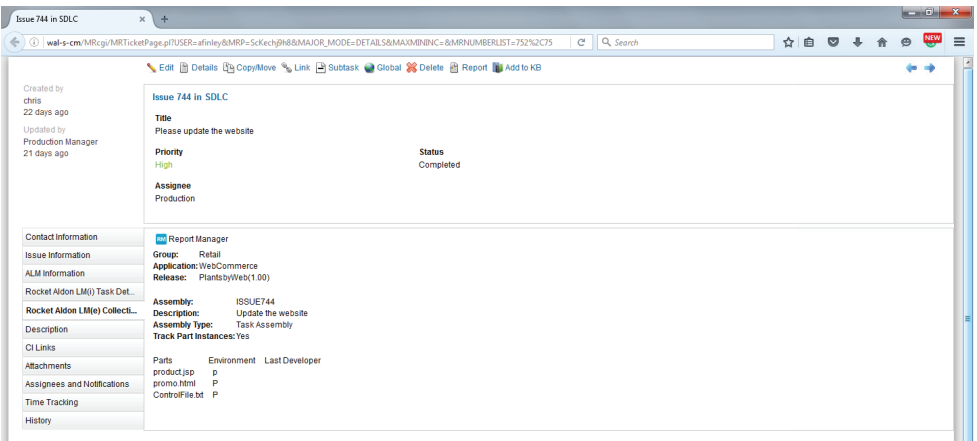 Issue 744 in SDLC
wal-s-cm/MRcgi/MRTicketPage.pl?USER=afinley&MRP=ScKechj9h8&MAJOR_MODE=DETAILS&MAXMININC=&MRNUMBERLIST=752%2C75
Search
NEW
Edit Details Copy/Move Link Subtask Global Delete Report Add to KB
Created by
chris
22 days ago
Updated by
Production Manager
21 days ago
Issue 744 in SDLC
Title
Please update the website
Priority Status
High Completed
Assignee
Production
Contact Information
Issue Information
ALM Information
Rocket Aldon LM(i) Task Det...
Rocket Aldon LM(e) Collecti...
Description
CI Links
Attachments
Assignees and Notifications
Time Tracking
History
RM Report Manager
Group: Retail
Application: WebCommerce
Release: PlantsbyWeb(1.00)
Assembly: ISSUE744
Description: Update the website
Assembly Type: Task Assembly
Track Part Instances: Yes
Parts Environment Last Developer
product.jsp p
promo.html P
ControlFile.txt P